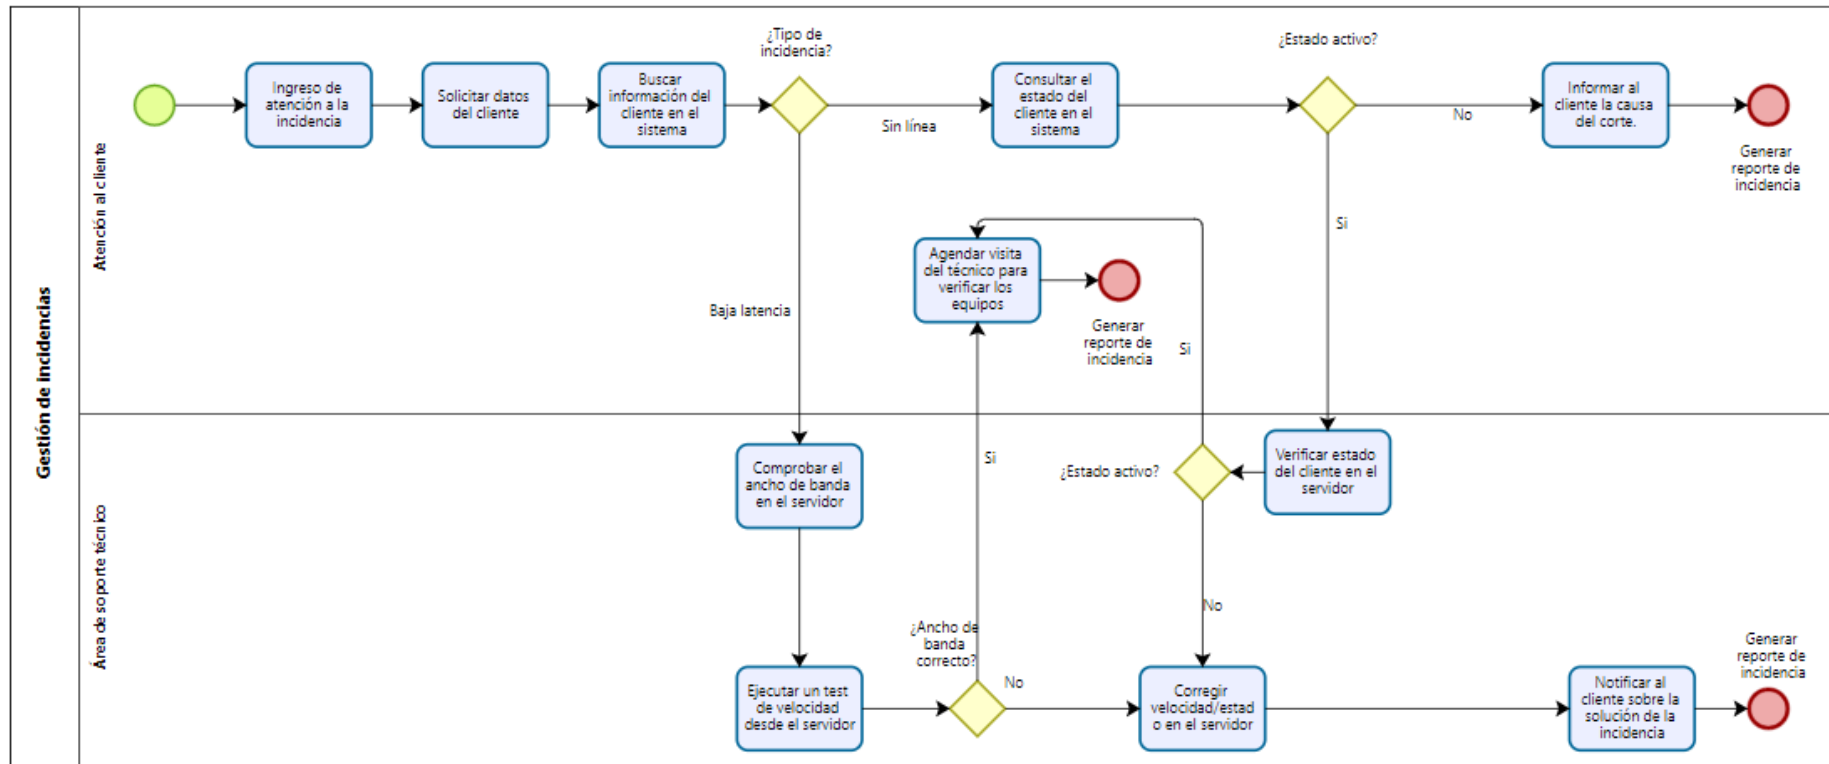 Gestión de incidencias
Atención al cliente
Ingreso de
atención a la
incidencia
Solicitar datos
del cliente
Buscar
información del
cliente en el
sistema
¿Tipo de
incidencia?
Sin línea
Consultar el
estado del
cliente en el
sistema
¿Estado activo?
No
Informar al
cliente la causa
del corte.
Generar
reporte de
incidencia
Si
Baja latencia
Agendar visita
del técnico para
verificar los
equipos
Generar
reporte de
incidencia
Si
Área de soporte técnico
Comprobar el
ancho de banda
en el servidor
Si
¿Estado activo?
Verificar estado
del cliente en el
servidor
No
Ejecutar un test
de velocidad
desde el servidor
¿Ancho de
banda
correcto?
No
Corregir
velocidad/estad
o en el servidor
Notificar al
cliente sobre la
solución de la
incidencia
Generar
reporte de
incidencia